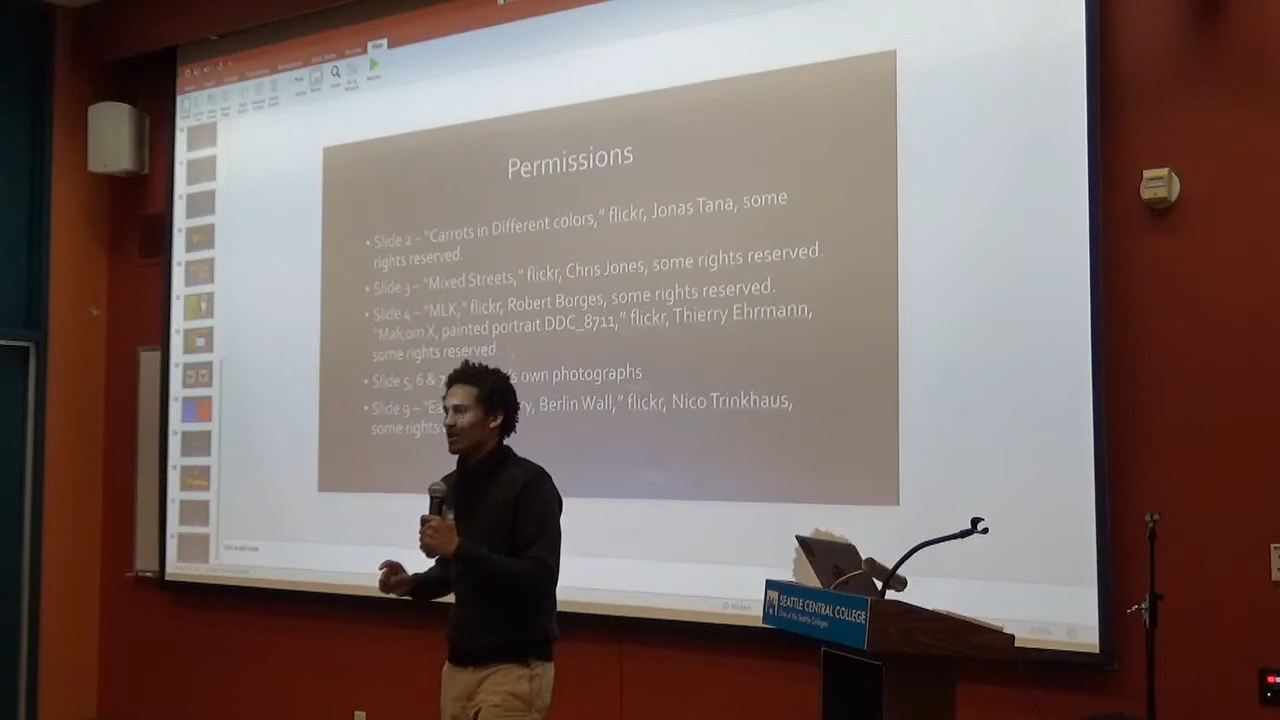 Permissions
• Slide 2 – "Carrots in Different colors," flickr, Jonas Tana, some
rights reserved.
• Slide 3 – "Mixed Streets," flickr, Chris Jones, some rights reserved.
• Slide 4 – "MLK," flickr, Robert Borges, some rights reserved.
"Malcom X, painted portrait DDC_8711," flickr, Thierry Ehrmann,
some rights reserved.
• Slide 5, 6 & own photographs
• Slide 9 – Berlin Wall," flickr, Nico Trinkhaus,
some rights
SEATTLE CENTRAL COLLEGE
One of the Seattle Colleges